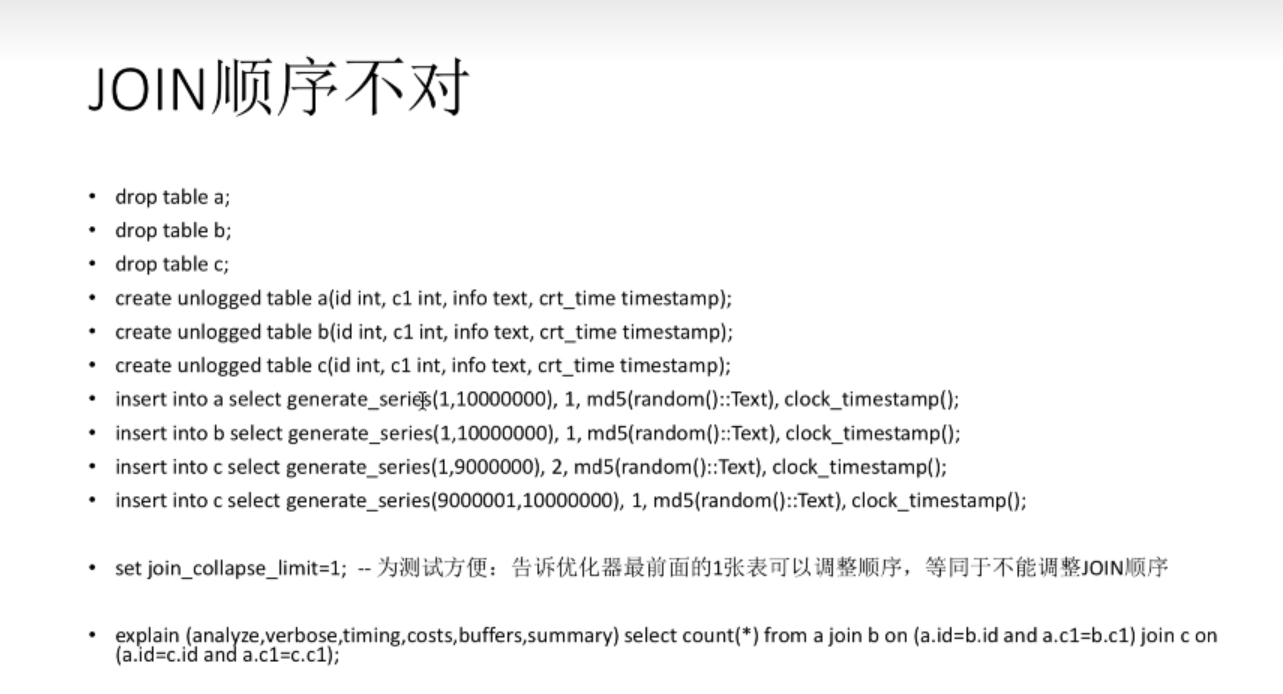 JOIN顺序不对
• drop table a;
• drop table b;
• drop table c;
• create unlogged table a(id int, c1 int, info text, crt_time timestamp);
• create unlogged table b(id int, c1 int, info text, crt_time timestamp);
• create unlogged table c(id int, c1 int, info text, crt_time timestamp);
• insert into a select generate_series(1,10000000), 1, md5(random()::Text), clock_timestamp();
• insert into b select generate_series(1,10000000), 1, md5(random()::Text), clock_timestamp();
• insert into c select generate_series(1,9000000), 2, md5(random()::Text), clock_timestamp();
• insert into c select generate_series(9000001,10000000), 1, md5(random()::Text), clock_timestamp();
• set join_collapse_limit=1; -- 为测试方便：告诉优化器最前面的1张表可以调整顺序，等同于不能调整JOIN顺序
• explain (analyze,verbose,timing,costs,buffers,summary) select count(*) from a join b on (a.id=b.id and a.c1=b.c1) join c on
(a.id=c.id and a.c1=c.c1);